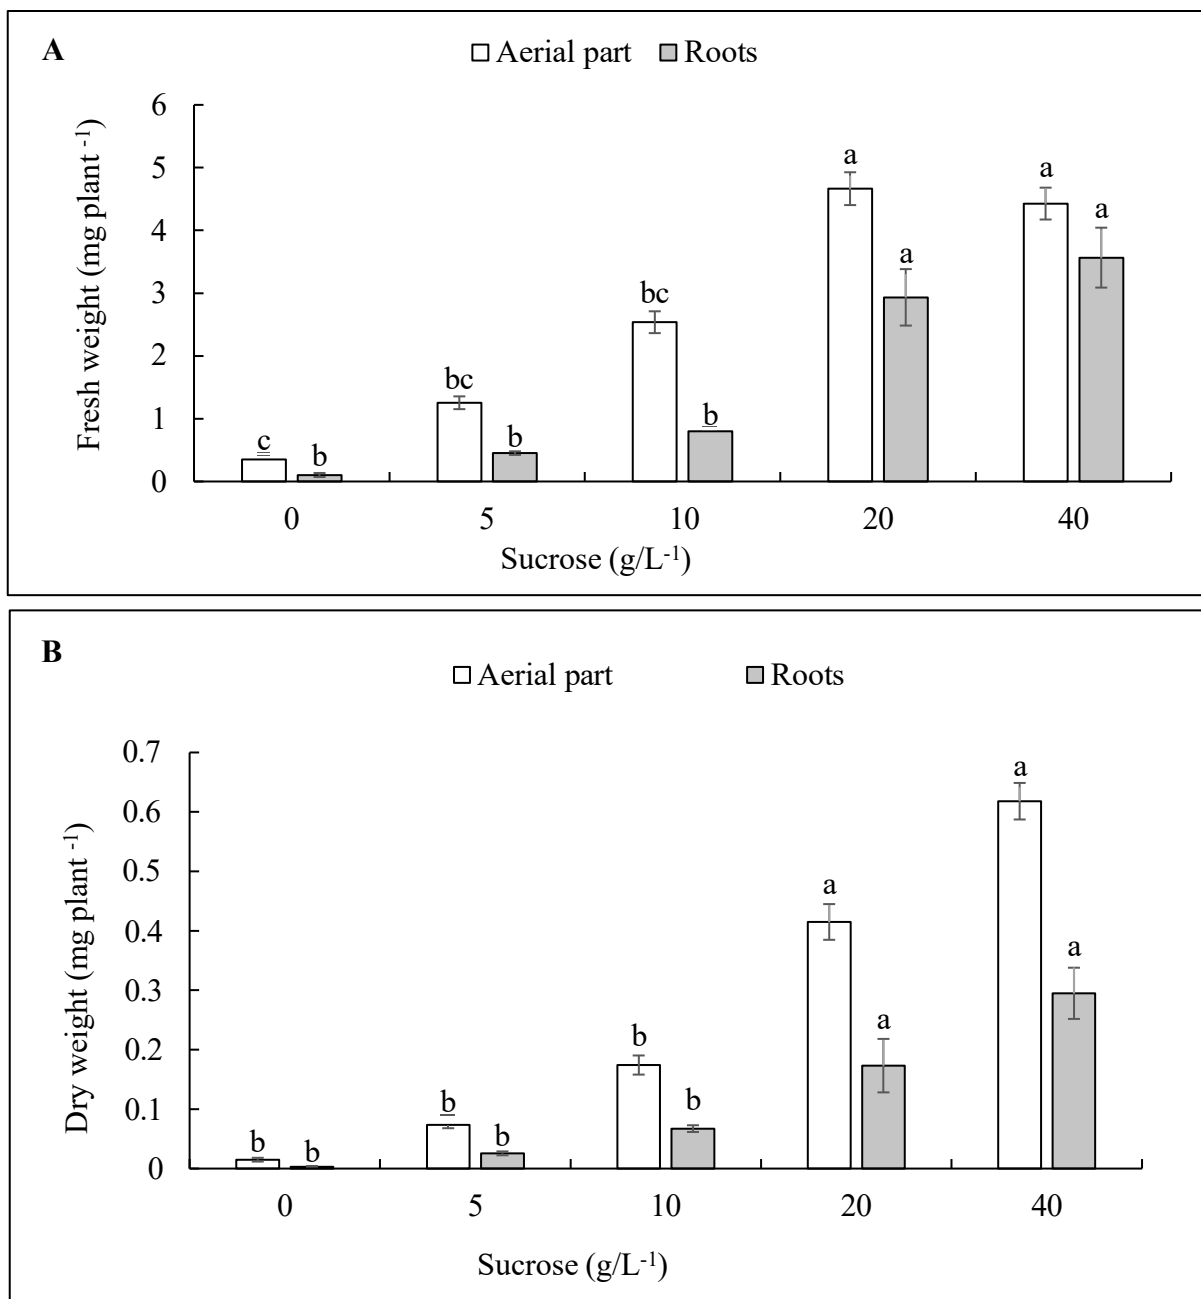 A
Aerial part Roots
Fresh weight (mg plant -1)
6
5
4
3
2
1
0
c b bc b bc b a a a a
0 5 10 20 40
Sucrose (g/L-1)
B
Aerial part Roots
Dry weight (mg plant -1)
0.7
0.6
0.5
0.4
0.3
0.2
0.1
0
b b b b b b a a a a
0 5 10 20 40
Sucrose (g/L-1)